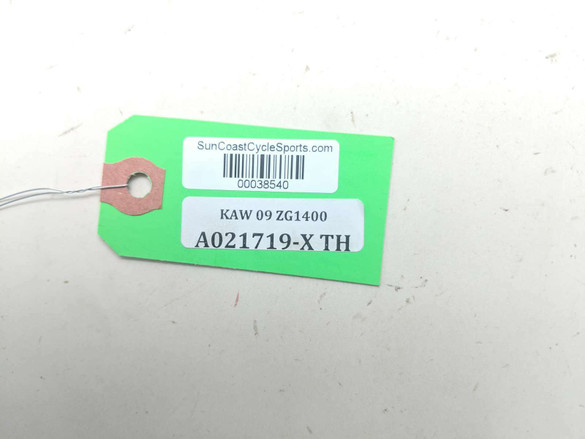 SunCoastCycleSports.com
00038540
KAW 09 ZG1400
A021719-X TH